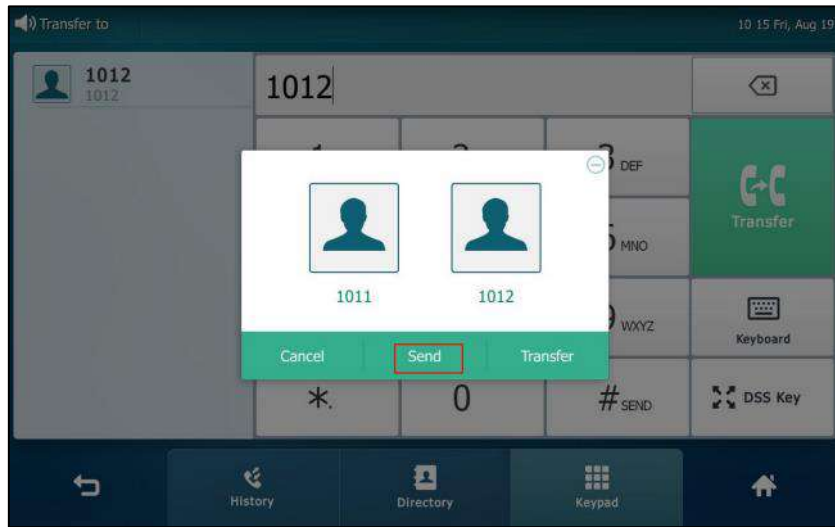 Transfer to
10 15 Fri, Aug 19
1012
1012
1012
DEF
Transfer
MNO
1011
1012
WXYZ
Keyboard
Cancel
Send
Transfer
*.
0
# SEND
DSS Key
History
Directory
Keypad